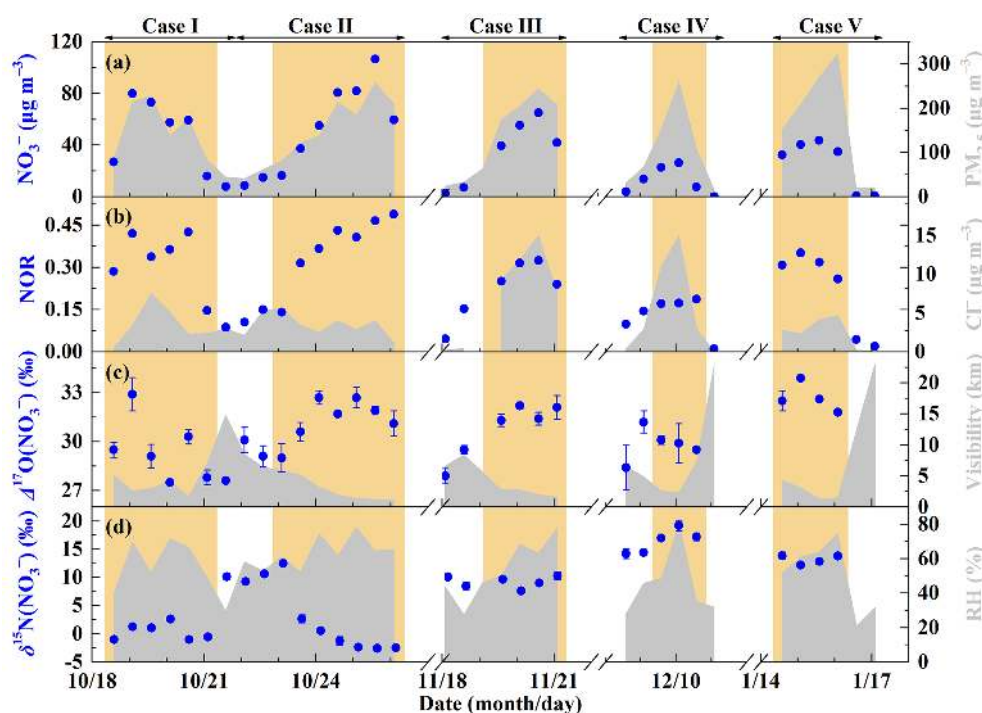 Case I Case II Case III Case IV Case V
120 80 40 0
NO₃⁻ (µg m⁻³)
(a)
300 200 100 0
PM₂.₅ (µg m⁻³)
0.45 0.30 0.15 0.00
NOR
(b)
15 10 5 0
Cl⁻ (µg m⁻³)
33 30 27
Δ¹⁷O(NO₃⁻) (‰)
(c)
20 15 10 5 0
Visibility (km)
20 15 10 5 0 -5
δ¹⁵N(NO₃⁻) (‰)
(d)
80 60 40 20 0
RH (%)
10/18 10/21 10/24 11/18 11/21 12/10 1/14 1/17
Date (month/day)